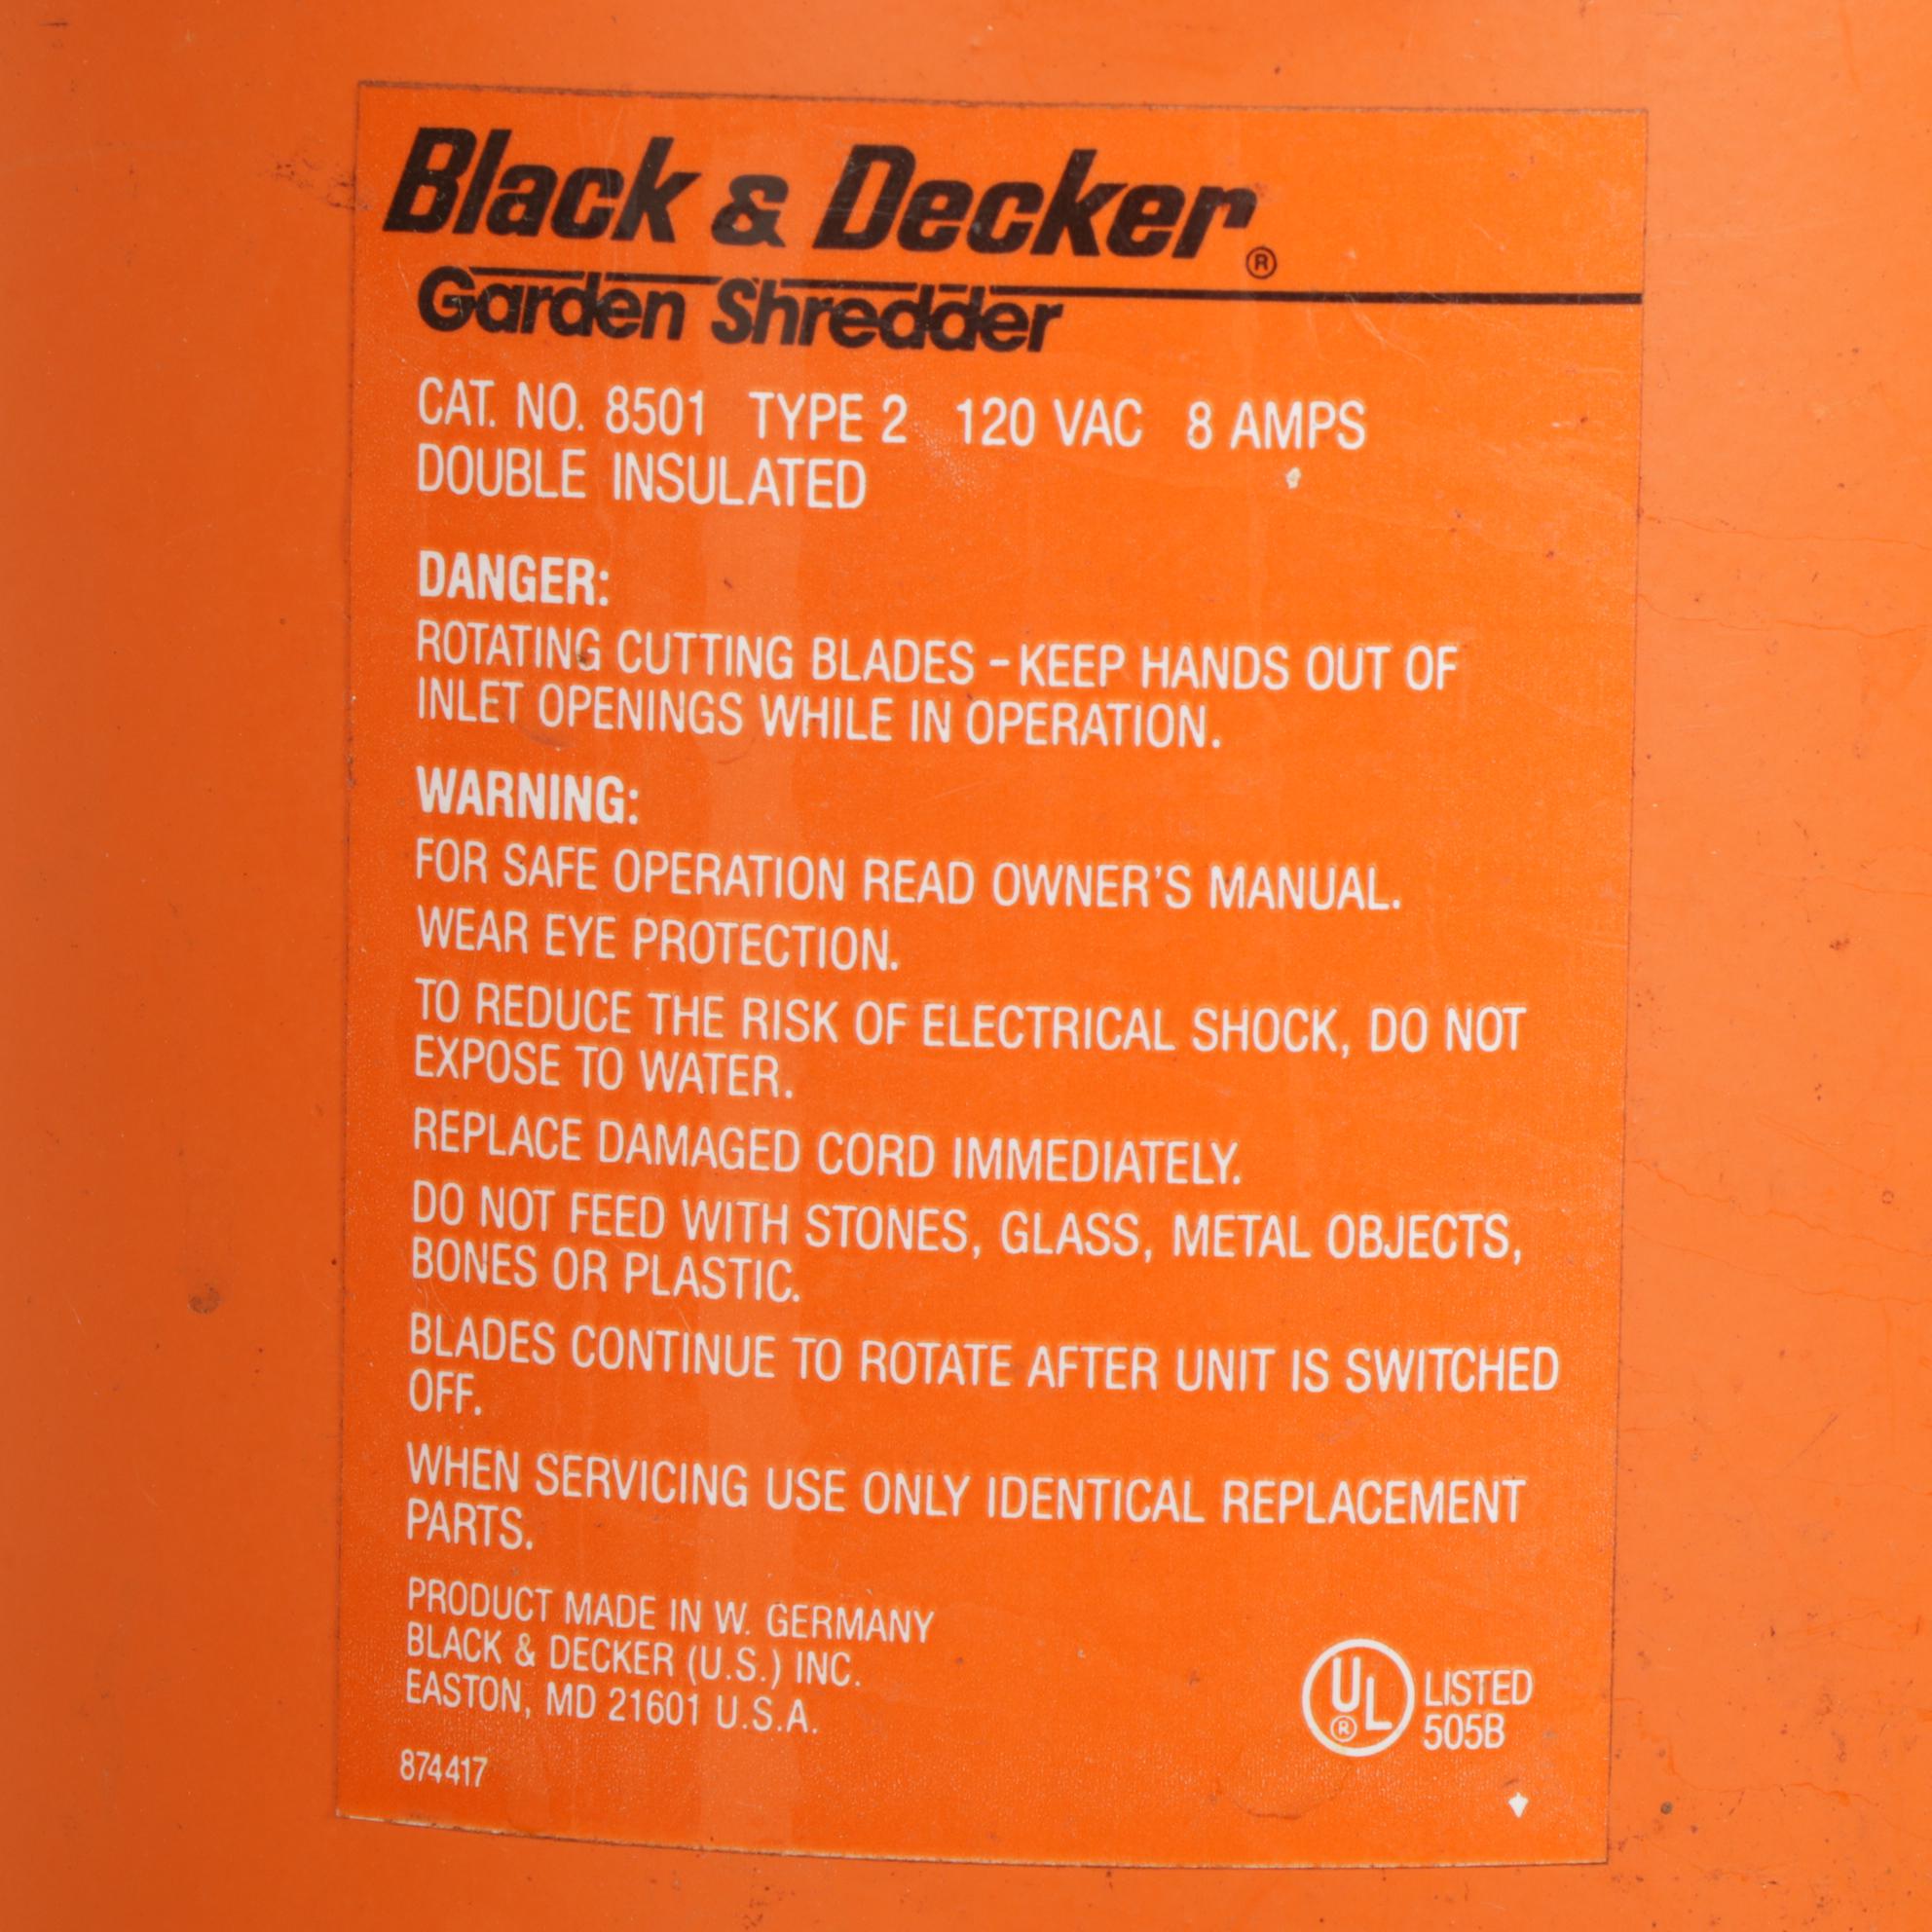 Black & Decker®
Garden Shredder
CAT. NO. 8501 TYPE 2 120 VAC 8 AMPS
DOUBLE INSULATED
DANGER:
ROTATING CUTTING BLADES – KEEP HANDS OUT OF
INLET OPENINGS WHILE IN OPERATION.
WARNING:
FOR SAFE OPERATION READ OWNER'S MANUAL.
WEAR EYE PROTECTION.
TO REDUCE THE RISK OF ELECTRICAL SHOCK, DO NOT
EXPOSE TO WATER.
REPLACE DAMAGED CORD IMMEDIATELY.
DO NOT FEED WITH STONES, GLASS, METAL OBJECTS,
BONES OR PLASTIC.
BLADES CONTINUE TO ROTATE AFTER UNIT IS SWITCHED
OFF.
WHEN SERVICING USE ONLY IDENTICAL REPLACEMENT
PARTS.
PRODUCT MADE IN W. GERMANY
BLACK & DECKER (U.S.) INC.
EASTON, MD 21601 U.S.A.
874417
UL® LISTED
505B